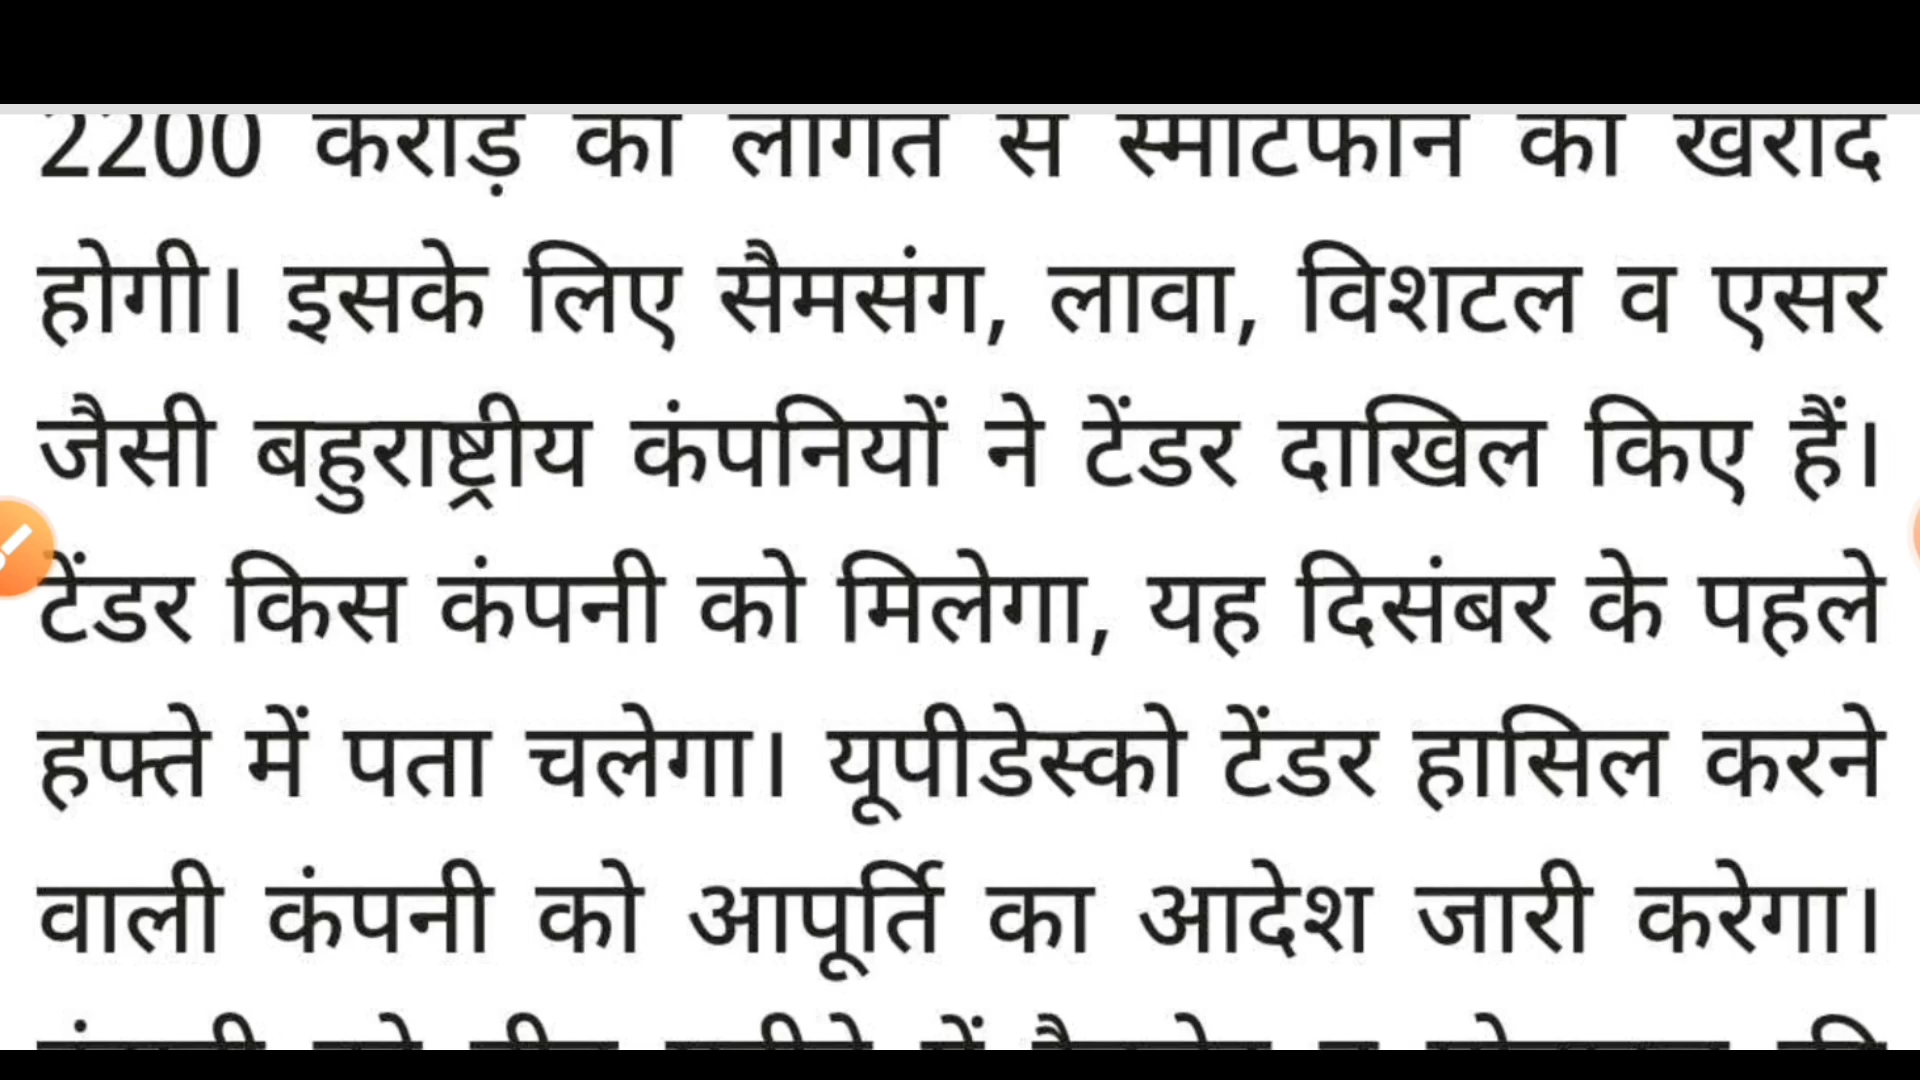 2200 करोड़ की लागत से स्मार्टफोन की खरीद
होगी। इसके लिए सैमसंग, लावा, विशटल व एसर
जैसी बहुराष्ट्रीय कंपनियों ने टेंडर दाखिल किए हैं।
टेंडर किस कंपनी को मिलेगा, यह दिसंबर के पहले
हफ्ते में पता चलेगा। यूपीडेस्को टेंडर हासिल करने
वाली कंपनी को आपूर्ति का आदेश जारी करेगा।